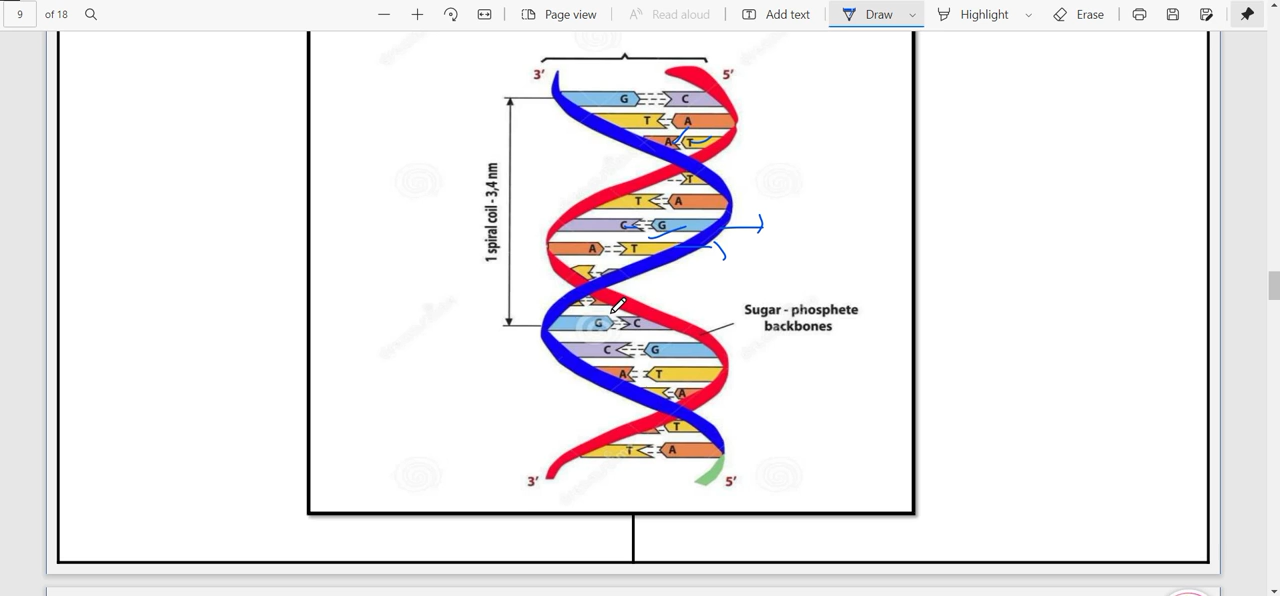 9 of 18 Page view Read aloud Add text Draw Highlight Erase
3' 5'
G C
T A
A T
T
T A
C G
A T
1 spiral coil - 3,4 nm
Sugar - phosphete
backbones
G C
C G
A T
A
T
T A
3' 5'